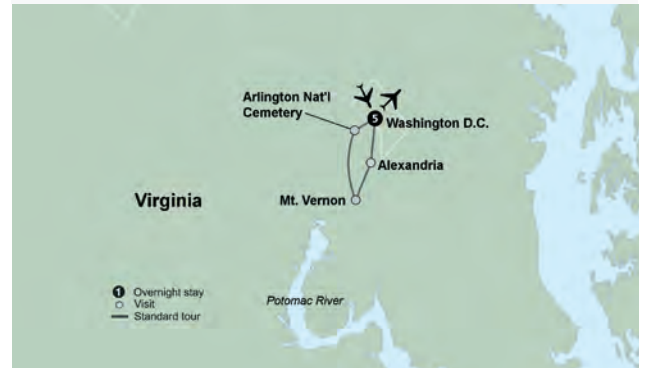 Arlington Nat'l
Cemetery
5
Washington D.C.
Alexandria
Virginia
Mt. Vernon
1 Overnight stay
Visit
Standard tour
Potomac River